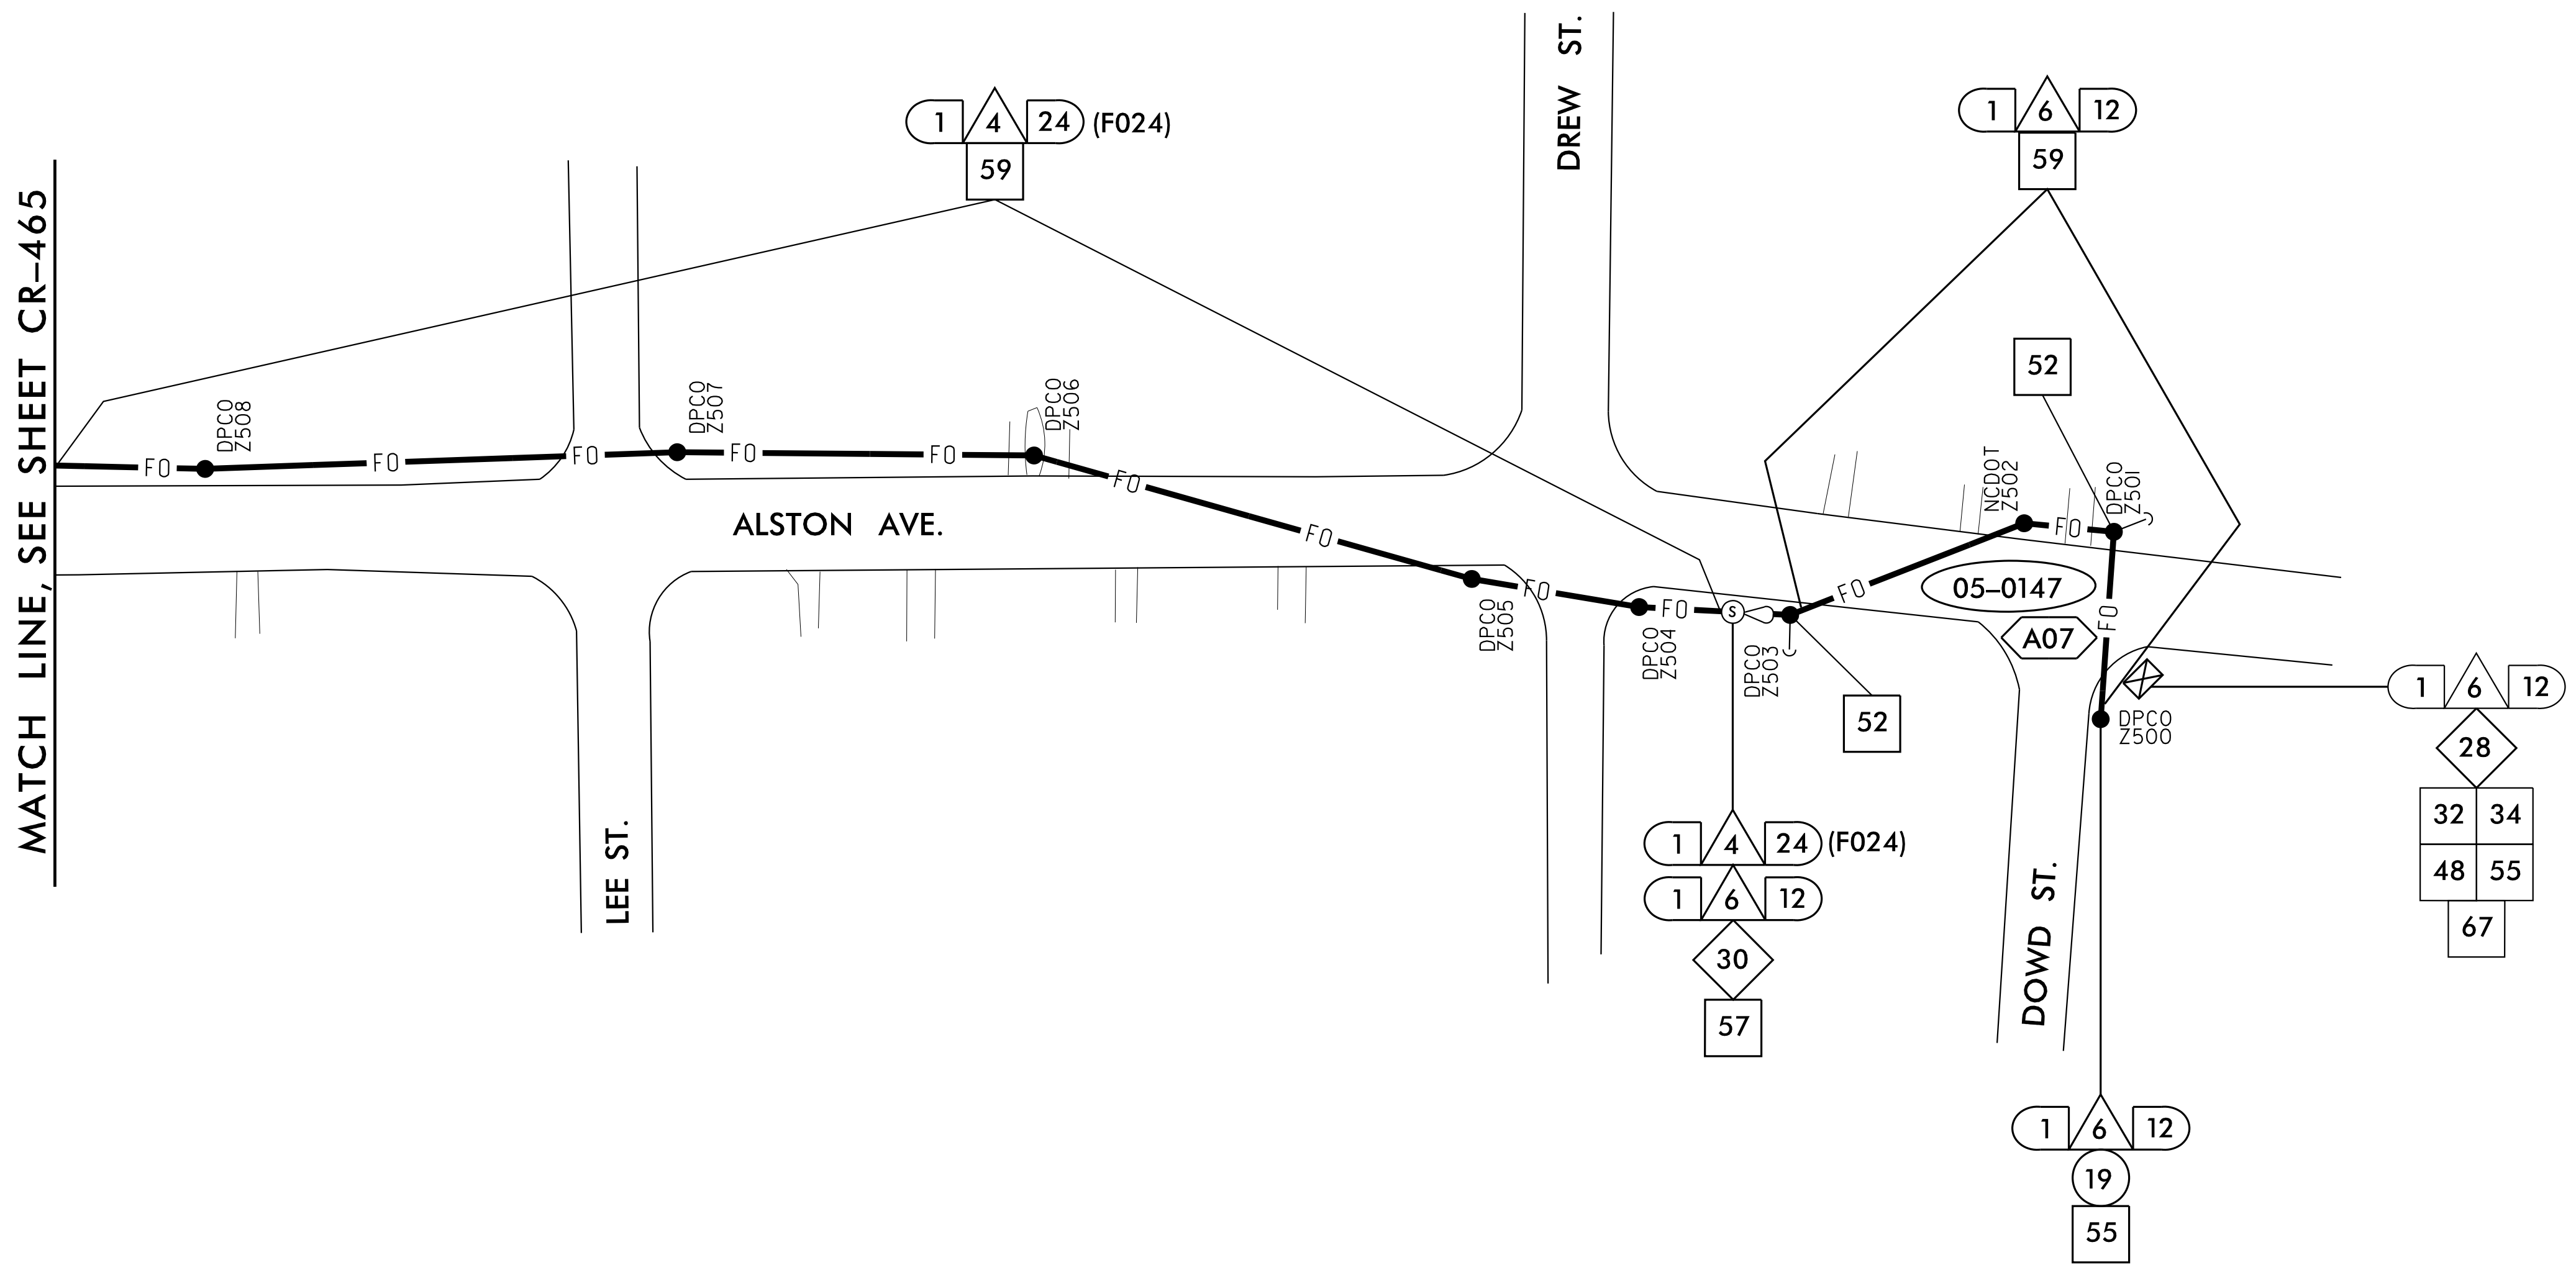 MATCH LINE, SEE SHEET CR–465
1 4 24 (F024)
59
DREW ST.
1 6 12
59
52
DPCO
Z508
DPCO
Z507
DPCO
Z506
NCDOT
Z502
DPCO
Z501
FO FO FO FO FO FO FO FO FO FO FO FO
ALSTON AVE.
DPCO
Z505
DPCO
Z504
S
DPCO
Z503
05–0147
A07
52
DPCO
Z500
1 6 12
28
32 34
48 55
67
LEE ST.
1 4 24 (F024)
1 6 12
30
57
DOWD ST.
1 6 12
19
55